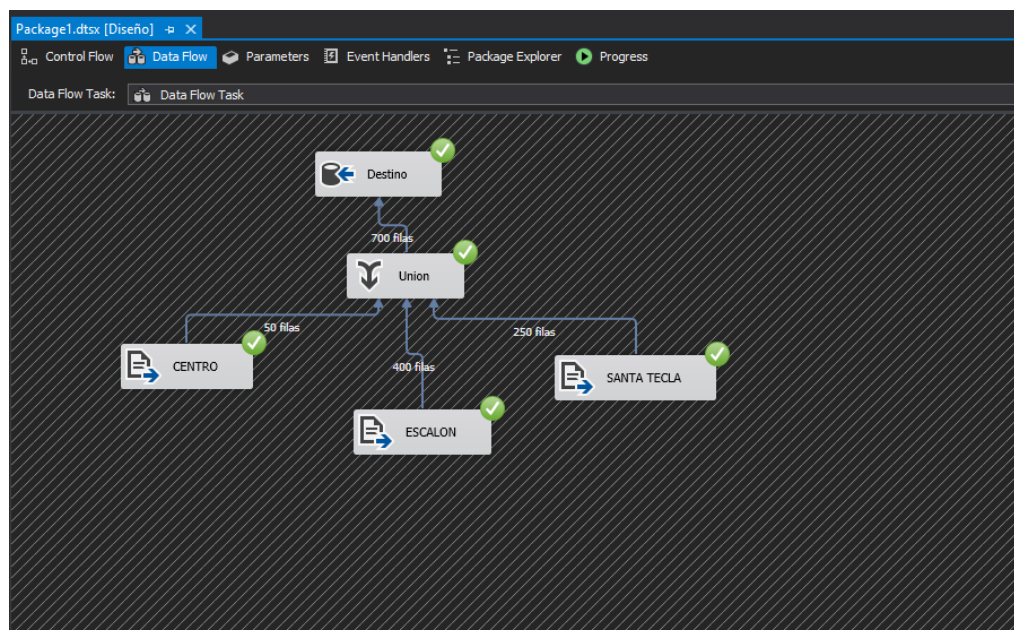 Package1.dtsx [Diseño]
Control Flow Data Flow Parameters Event Handlers Package Explorer Progress
Data Flow Task: Data Flow Task
Destino
700 filas
Union
50 filas
250 filas
CENTRO
400 filas
SANTA TECLA
ESCALON